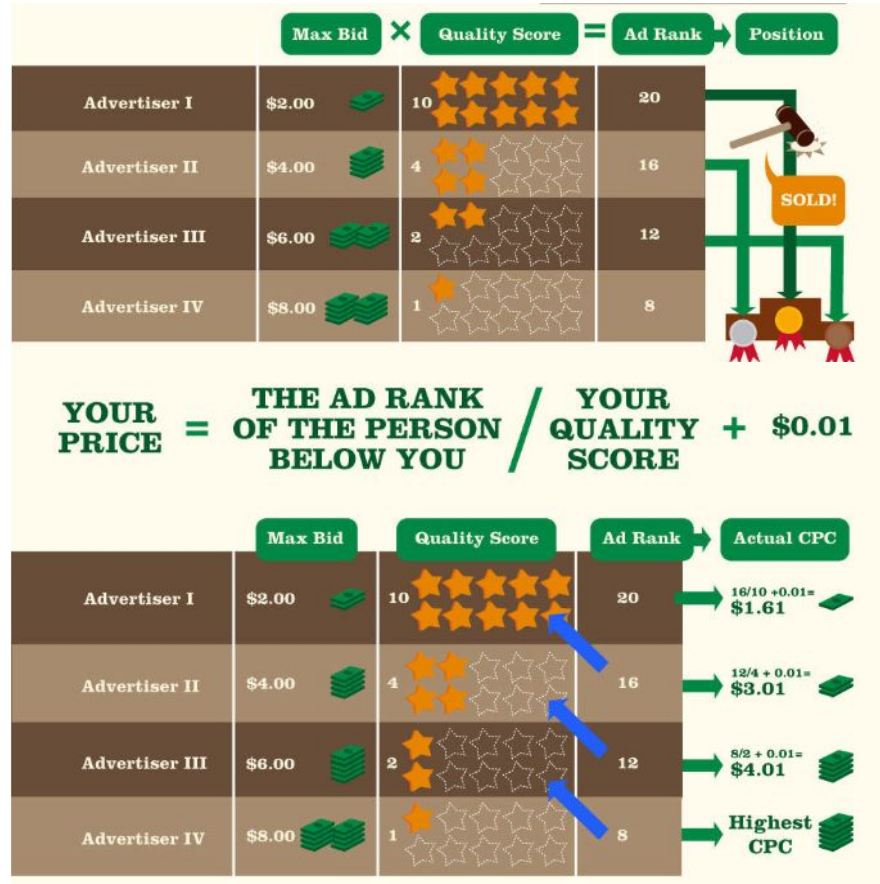 Max Bid × Quality Score = Ad Rank Position
Advertiser I $2.00 10 20
Advertiser II $4.00 4 16
SOLD!
Advertiser III $6.00 2 12
Advertiser IV $8.00 1 8
YOUR PRICE = THE AD RANK OF THE PERSON BELOW YOU / YOUR QUALITY SCORE + $0.01
Max Bid Quality Score Ad Rank Actual CPC
Advertiser I $2.00 10 20 16/10 +0.01=
$1.61
Advertiser II $4.00 4 16 12/4 + 0.01=
$3.01
Advertiser III $6.00 2 12 8/2 + 0.01=
$4.01
Advertiser IV $8.00 1 8 Highest
CPC